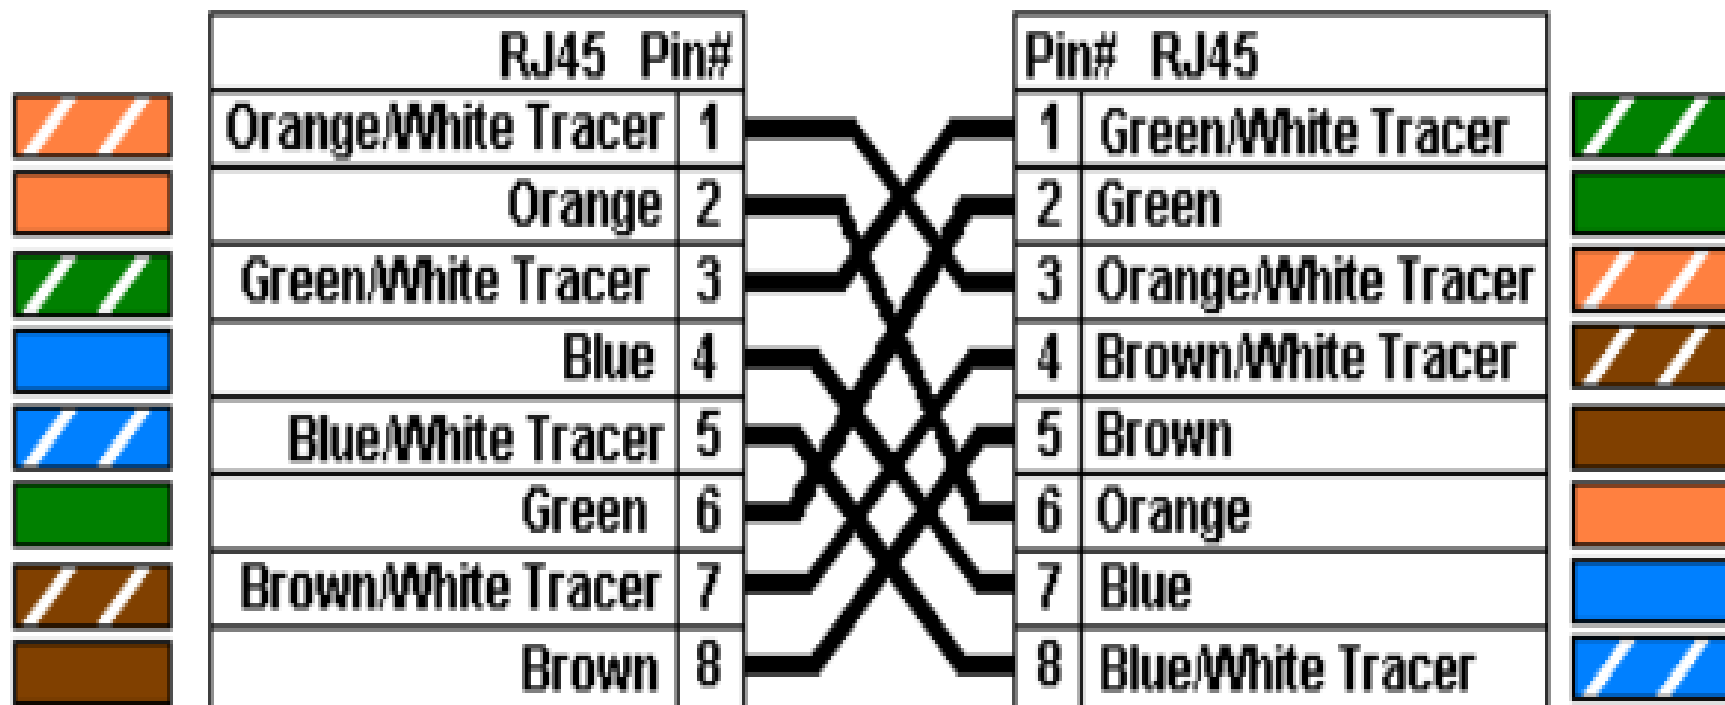 RJ45 Pin#
Orange/White Tracer 1
Orange 2
Green/White Tracer 3
Blue 4
Blue/White Tracer 5
Green 6
Brown/White Tracer 7
Brown 8
Pin# RJ45
1 Green/White Tracer
2 Green
3 Orange/White Tracer
4 Brown/White Tracer
5 Brown
6 Orange
7 Blue
8 Blue/White Tracer